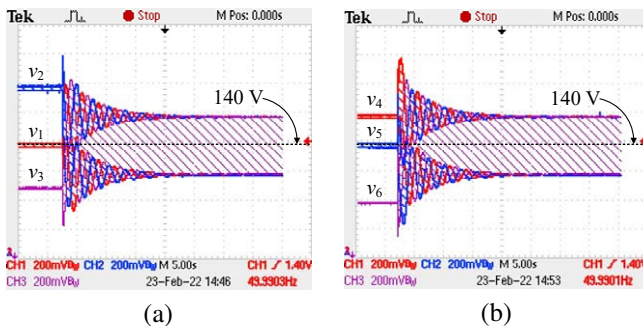 Tek
Stop
M Pos: 0.000s
v2
140 V
v1
v3
CH1 200mVBW CH2 200mVBW M 5.00s CH1 / 1.40V
CH3 200mVBW 23-Feb-22 14:46 49.9903Hz
(a)
Tek
Stop
M Pos: 0.000s
v4
140 V
v5
v6
CH1 200mVBW CH2 200mVBW M 5.00s CH1 / 1.40V
CH3 200mVBW 23-Feb-22 14:53 49.9901Hz
(b)